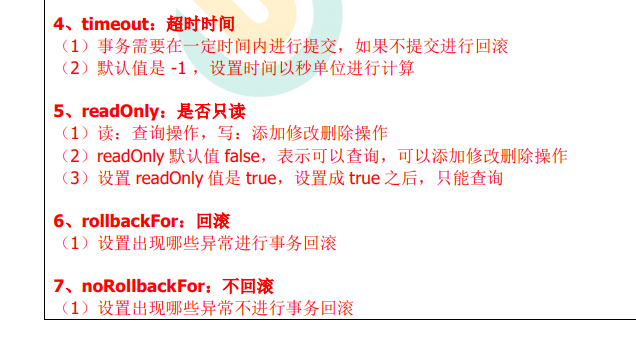 4、timeout：超时时间
（1）事务需要在一定时间内进行提交，如果不提交进行回滚
（2）默认值是 -1 ，设置时间以秒单位进行计算
5、readOnly：是否只读
（1）读：查询操作，写：添加修改删除操作
（2）readOnly 默认值 false，表示可以查询，可以添加修改删除操作
（3）设置 readOnly 值是 true，设置成 true 之后，只能查询
6、rollbackFor：回滚
（1）设置出现哪些异常进行事务回滚
7、noRollbackFor：不回滚
（1）设置出现哪些异常不进行事务回滚